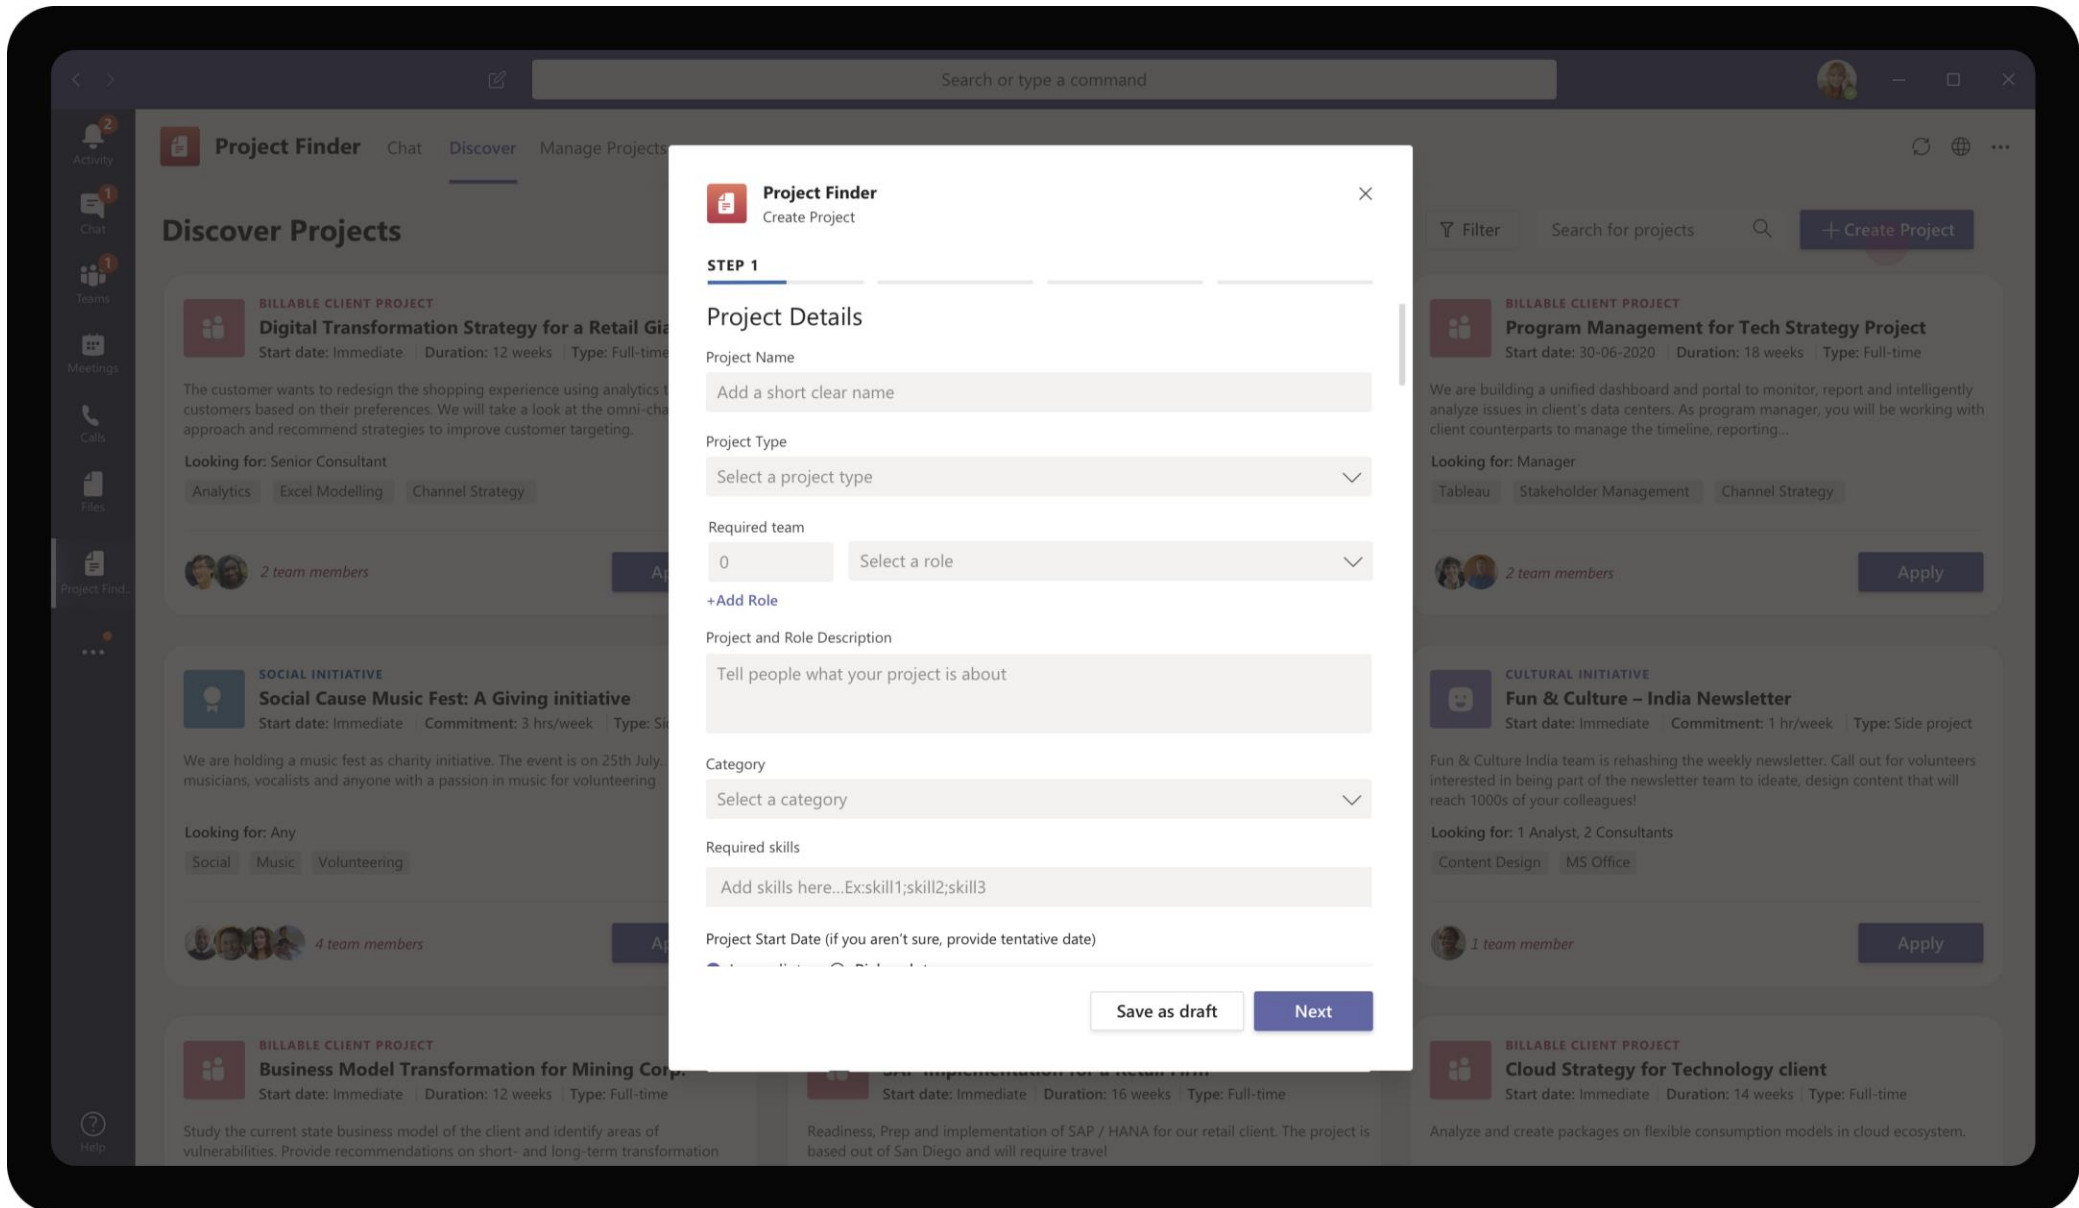 Search or type a command
2
Activity
1
Chat
1
Teams
Meetings
Calls
Files
Project Find..
Help
Project Finder
Chat
Discover
Manage Projects
Discover Projects
Filter
Search for projects
+ Create Project
BILLABLE CLIENT PROJECT
Digital Transformation Strategy for a Retail Gia
Start date: Immediate Duration: 12 weeks Type: Full-time
The customer wants to redesign the shopping experience using analytics t
customers based on their preferences. We will take a look at the omni-cha
approach and recommend strategies to improve customer targeting.
Looking for: Senior Consultant
Analytics Excel Modelling Channel Strategy
2 team members
Ap
BILLABLE CLIENT PROJECT
Program Management for Tech Strategy Project
Start date: 30-06-2020 Duration: 18 weeks Type: Full-time
We are building a unified dashboard and portal to monitor, report and intelligently
analyze issues in client's data centers. As program manager, you will be working with
client counterparts to manage the timeline, reporting...
Looking for: Manager
Tableau Stakeholder Management Channel Strategy
2 team members
Apply
SOCIAL INITIATIVE
Social Cause Music Fest: A Giving initiative
Start date: Immediate Commitment: 3 hrs/week Type: Si
We are holding a music fest as charity initiative. The event is on 25th July.
musicians, vocalists and anyone with a passion in music for volunteering
Looking for: Any
Social Music Volunteering
4 team members
Ap
CULTURAL INITIATIVE
Fun & Culture – India Newsletter
Start date: Immediate Commitment: 1 hr/week Type: Side project
Fun & Culture India team is rehashing the weekly newsletter. Call out for volunteers
interested in being part of the newsletter team to ideate, design content that will
reach 1000s of your colleagues!
Looking for: 1 Analyst, 2 Consultants
Content Design MS Office
1 team member
Apply
BILLABLE CLIENT PROJECT
Business Model Transformation for Mining Corp.
Start date: Immediate Duration: 12 weeks Type: Full-time
Study the current state business model of the client and identify areas of
vulnerabilities. Provide recommendations on short- and long-term transformation
SAP Implementation for a Retail Firm
Start date: Immediate Duration: 16 weeks Type: Full-time
Readiness, Prep and implementation of SAP / HANA for our retail client. The project is
based out of San Diego and will require travel
BILLABLE CLIENT PROJECT
Cloud Strategy for Technology client
Start date: Immediate Duration: 14 weeks Type: Full-time
Analyze and create packages on flexible consumption models in cloud ecosystem.
Project Finder
Create Project
STEP 1
Project Details
Project Name
Add a short clear name
Project Type
Select a project type
Required team
0
Select a role
+Add Role
Project and Role Description
Tell people what your project is about
Category
Select a category
Required skills
Add skills here...Ex:skill1;skill2;skill3
Project Start Date (if you aren't sure, provide tentative date)
Save as draft
Next